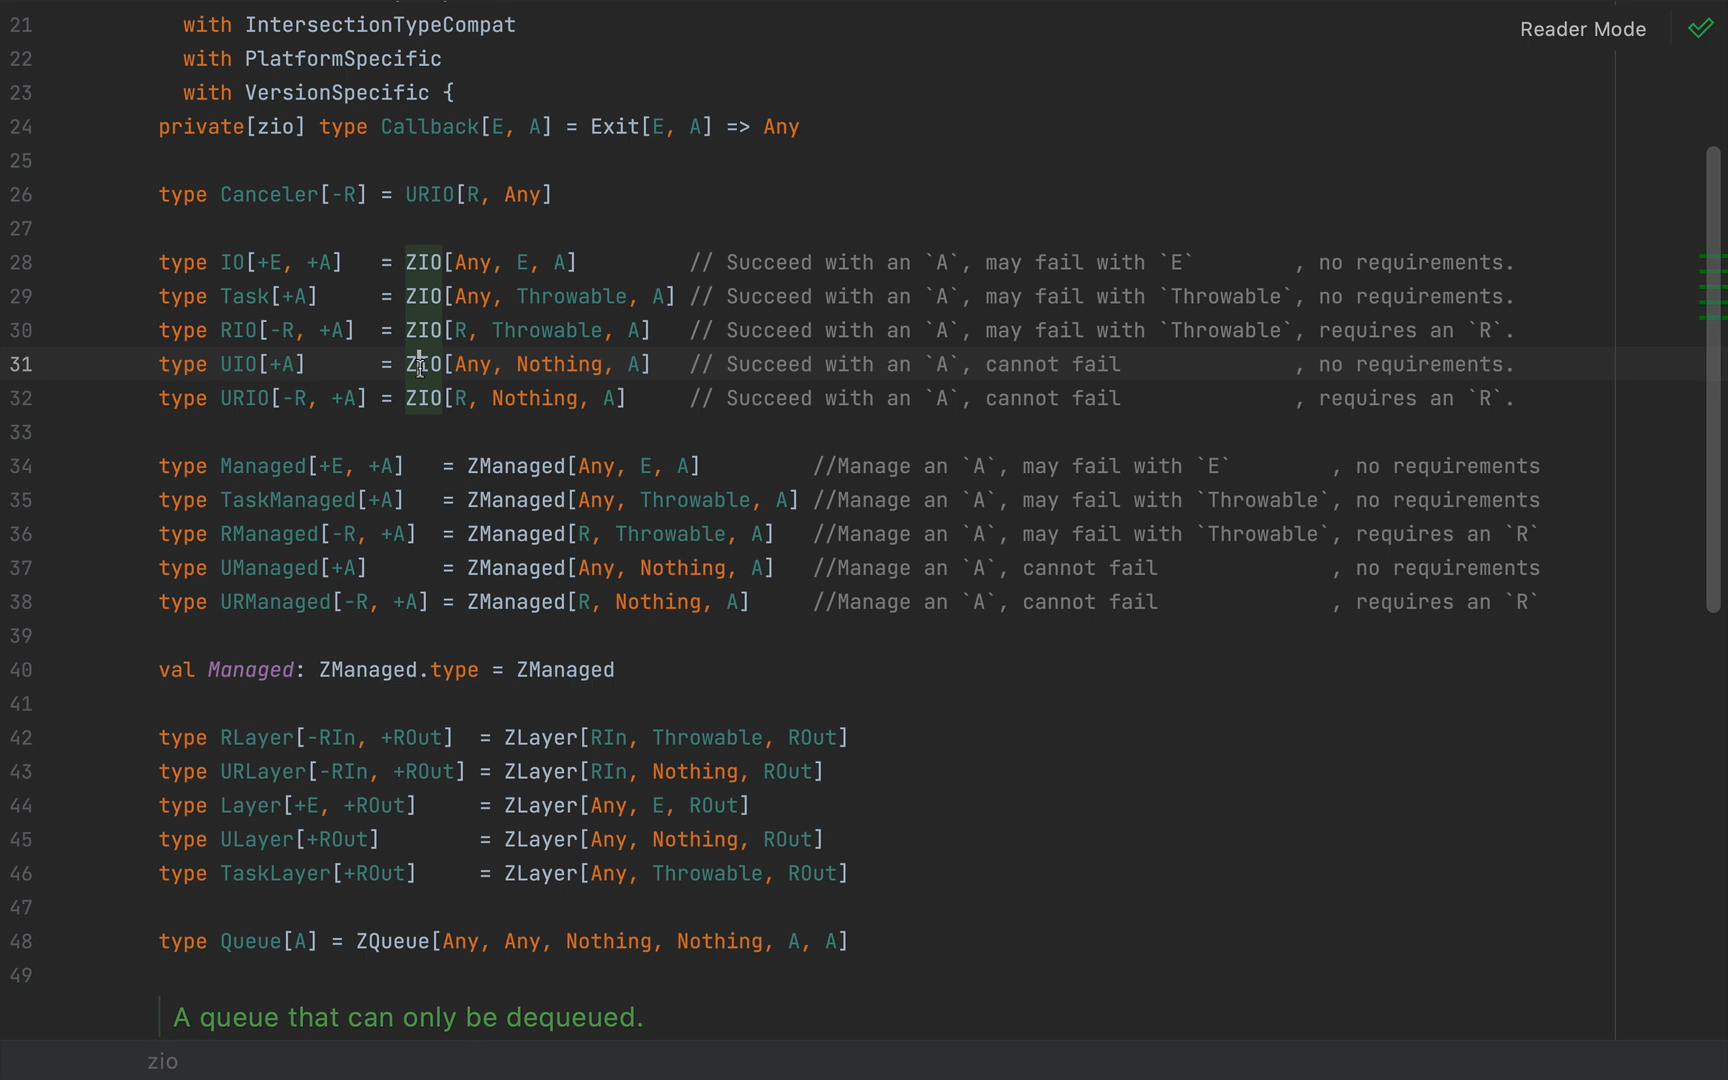 Reader Mode
21 with IntersectionTypeCompat
22 with PlatformSpecific
23 with VersionSpecific {
24 private[zio] type Callback[E, A] = Exit[E, A] => Any
25
26 type Canceler[-R] = URIO[R, Any]
27
28 type IO[+E, +A]   = ZIO[Any, E, A]         // Succeed with an `A`, may fail with `E`        , no requirements.
29 type Task[+A]     = ZIO[Any, Throwable, A] // Succeed with an `A`, may fail with `Throwable`, no requirements.
30 type RIO[-R, +A]  = ZIO[R, Throwable, A]   // Succeed with an `A`, may fail with `Throwable`, requires an `R`.
31 type UIO[+A]      = ZIO[Any, Nothing, A]   // Succeed with an `A`, cannot fail              , no requirements.
32 type URIO[-R, +A] = ZIO[R, Nothing, A]     // Succeed with an `A`, cannot fail              , requires an `R`.
33
34 type Managed[+E, +A]   = ZManaged[Any, E, A]         //Manage an `A`, may fail with `E`        , no requirements
35 type TaskManaged[+A]   = ZManaged[Any, Throwable, A] //Manage an `A`, may fail with `Throwable`, no requirements
36 type RManaged[-R, +A]  = ZManaged[R, Throwable, A]   //Manage an `A`, may fail with `Throwable`, requires an `R`
37 type UManaged[+A]      = ZManaged[Any, Nothing, A]   //Manage an `A`, cannot fail              , no requirements
38 type URManaged[-R, +A] = ZManaged[R, Nothing, A]     //Manage an `A`, cannot fail              , requires an `R`
39
40 val Managed: ZManaged.type = ZManaged
41
42 type RLayer[-RIn, +ROut]  = ZLayer[RIn, Throwable, ROut]
43 type URLayer[-RIn, +ROut] = ZLayer[RIn, Nothing, ROut]
44 type Layer[+E, +ROut]     = ZLayer[Any, E, ROut]
45 type ULayer[+ROut]        = ZLayer[Any, Nothing, ROut]
46 type TaskLayer[+ROut]     = ZLayer[Any, Throwable, ROut]
47
48 type Queue[A] = ZQueue[Any, Any, Nothing, Nothing, A, A]
49
A queue that can only be dequeued.
zio